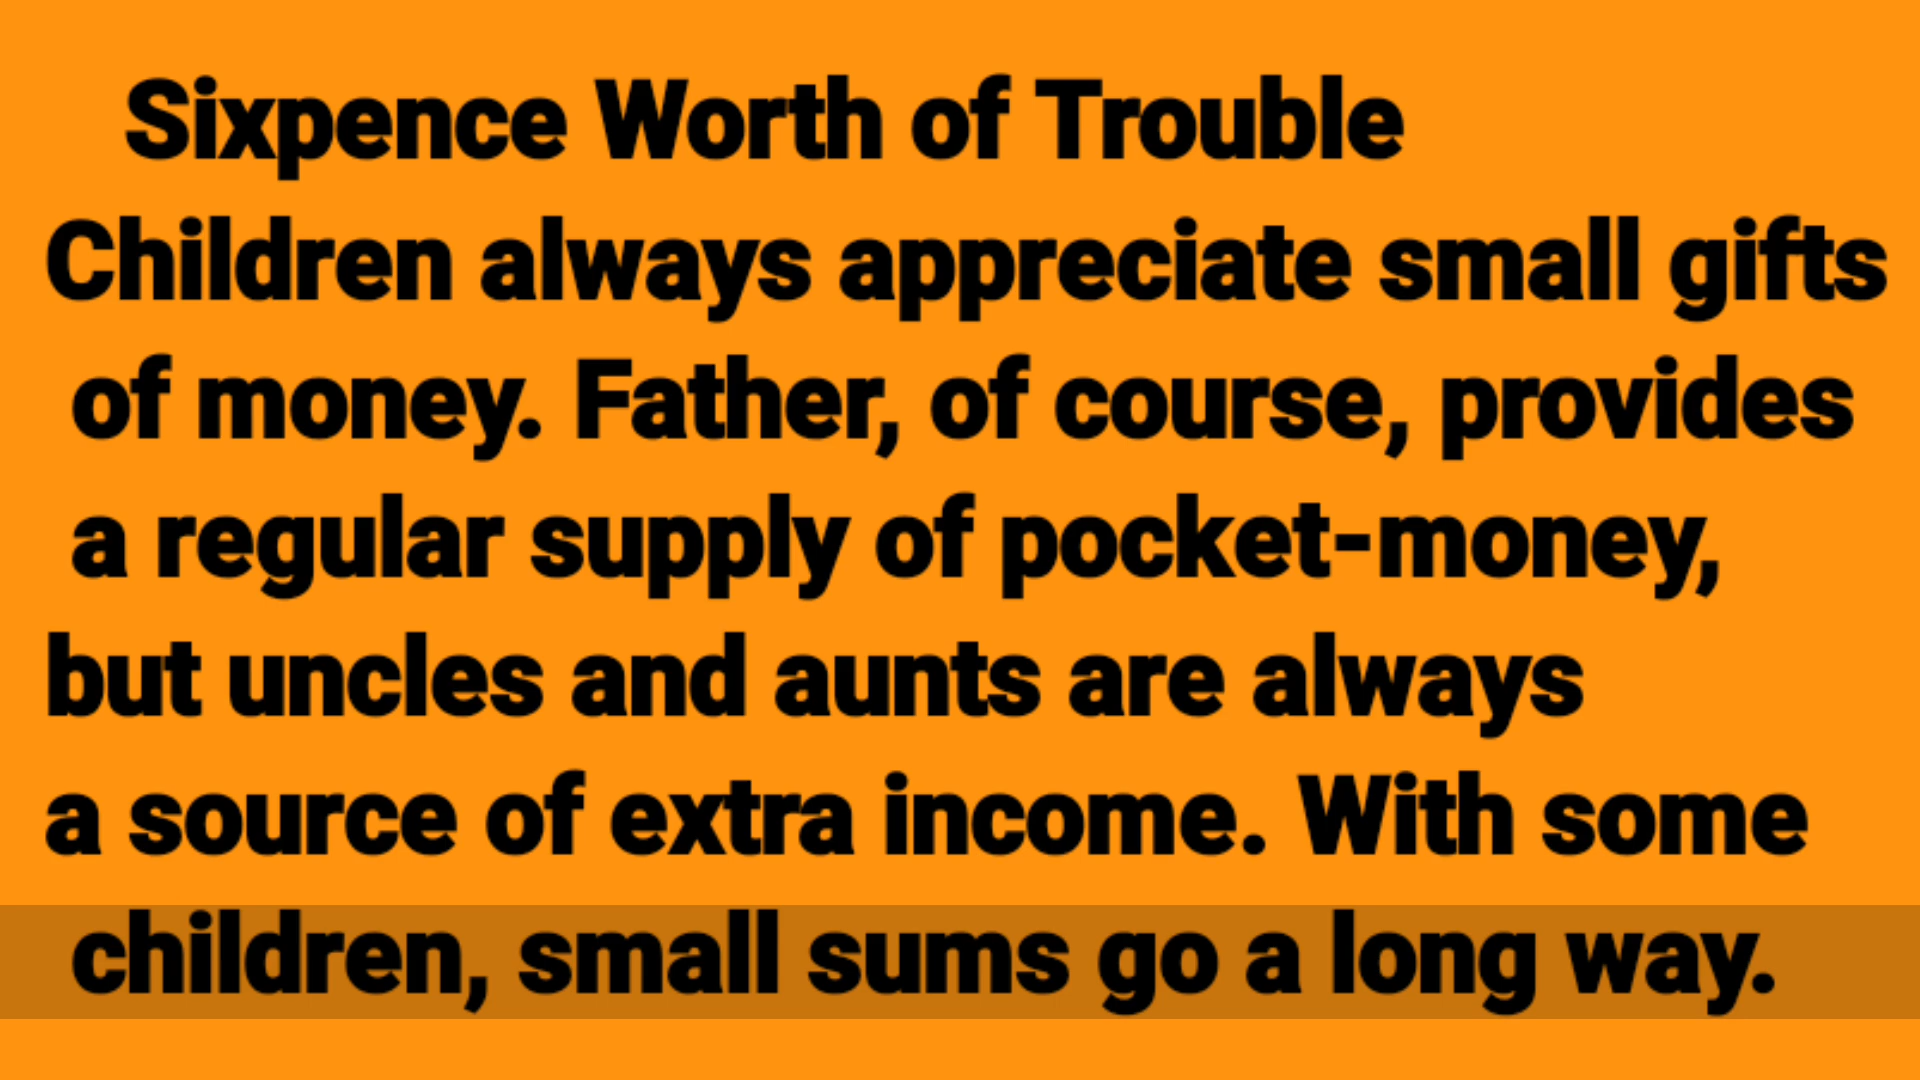 Sixpence Worth of Trouble
Children always appreciate small gifts
of money. Father, of course, provides
a regular supply of pocket-money,
but uncles and aunts are always
a source of extra income. With some
children, small sums go a long way.